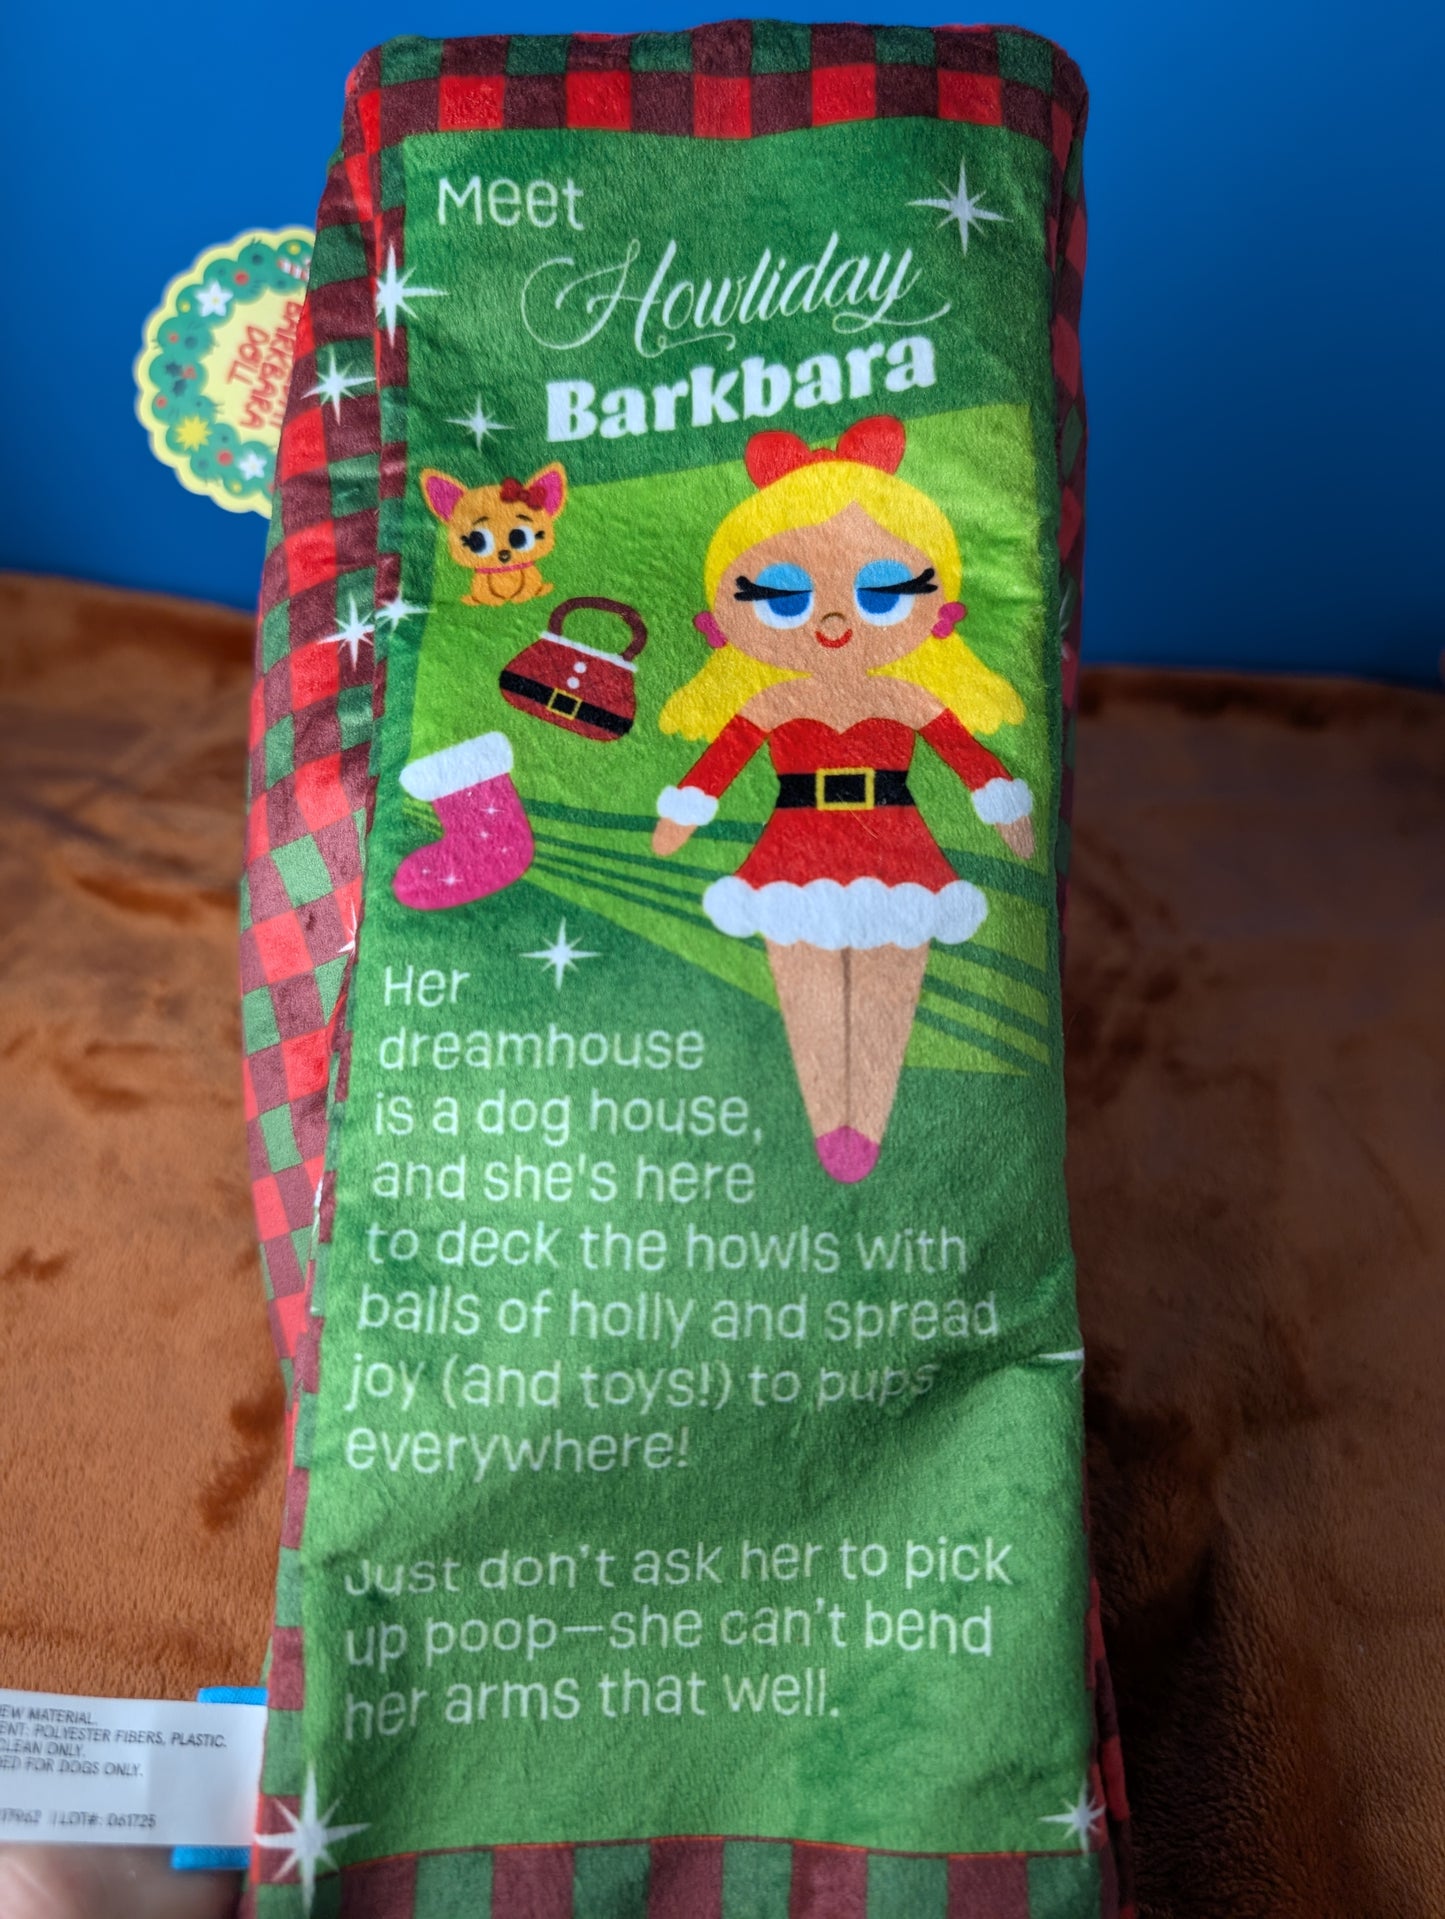 Meet
Howliday
Barkbara
Her
dreamhouse
is a dog house,
and she's here
to deck the howls with
balls of holly and spread
joy (and toys!) to pups
everywhere!
Just don't ask her to pick
up poop—she can't bend
her arms that well.
BARKBARA
DOLL
MATERIAL.
POLYESTER FIBERS, PLASTIC.
CLEAN ONLY.
FOR DOGS ONLY.
LOT#: D61725